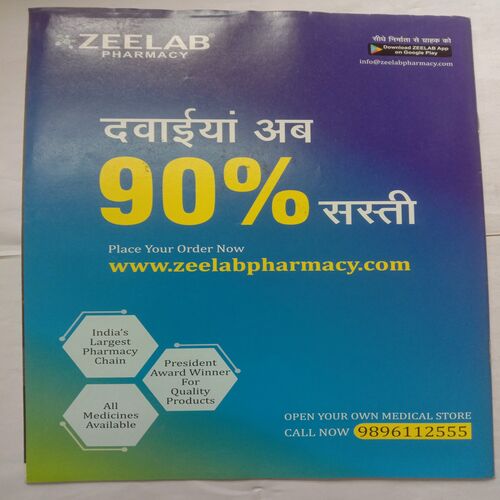 ZEELAB®
PHARMACY
सीधे निर्माता से ग्राहक को
Download ZEELAB App
on Google Play
info@zeelabpharmacy.com
दवाईयां अब
90% सस्ती
Place Your Order Now
www.zeelabpharmacy.com
India's
Largest
Pharmacy
Chain
President
Award Winner
For
Quality
Products
All
Medicines
Available
OPEN YOUR OWN MEDICAL STORE
CALL NOW 9896112555